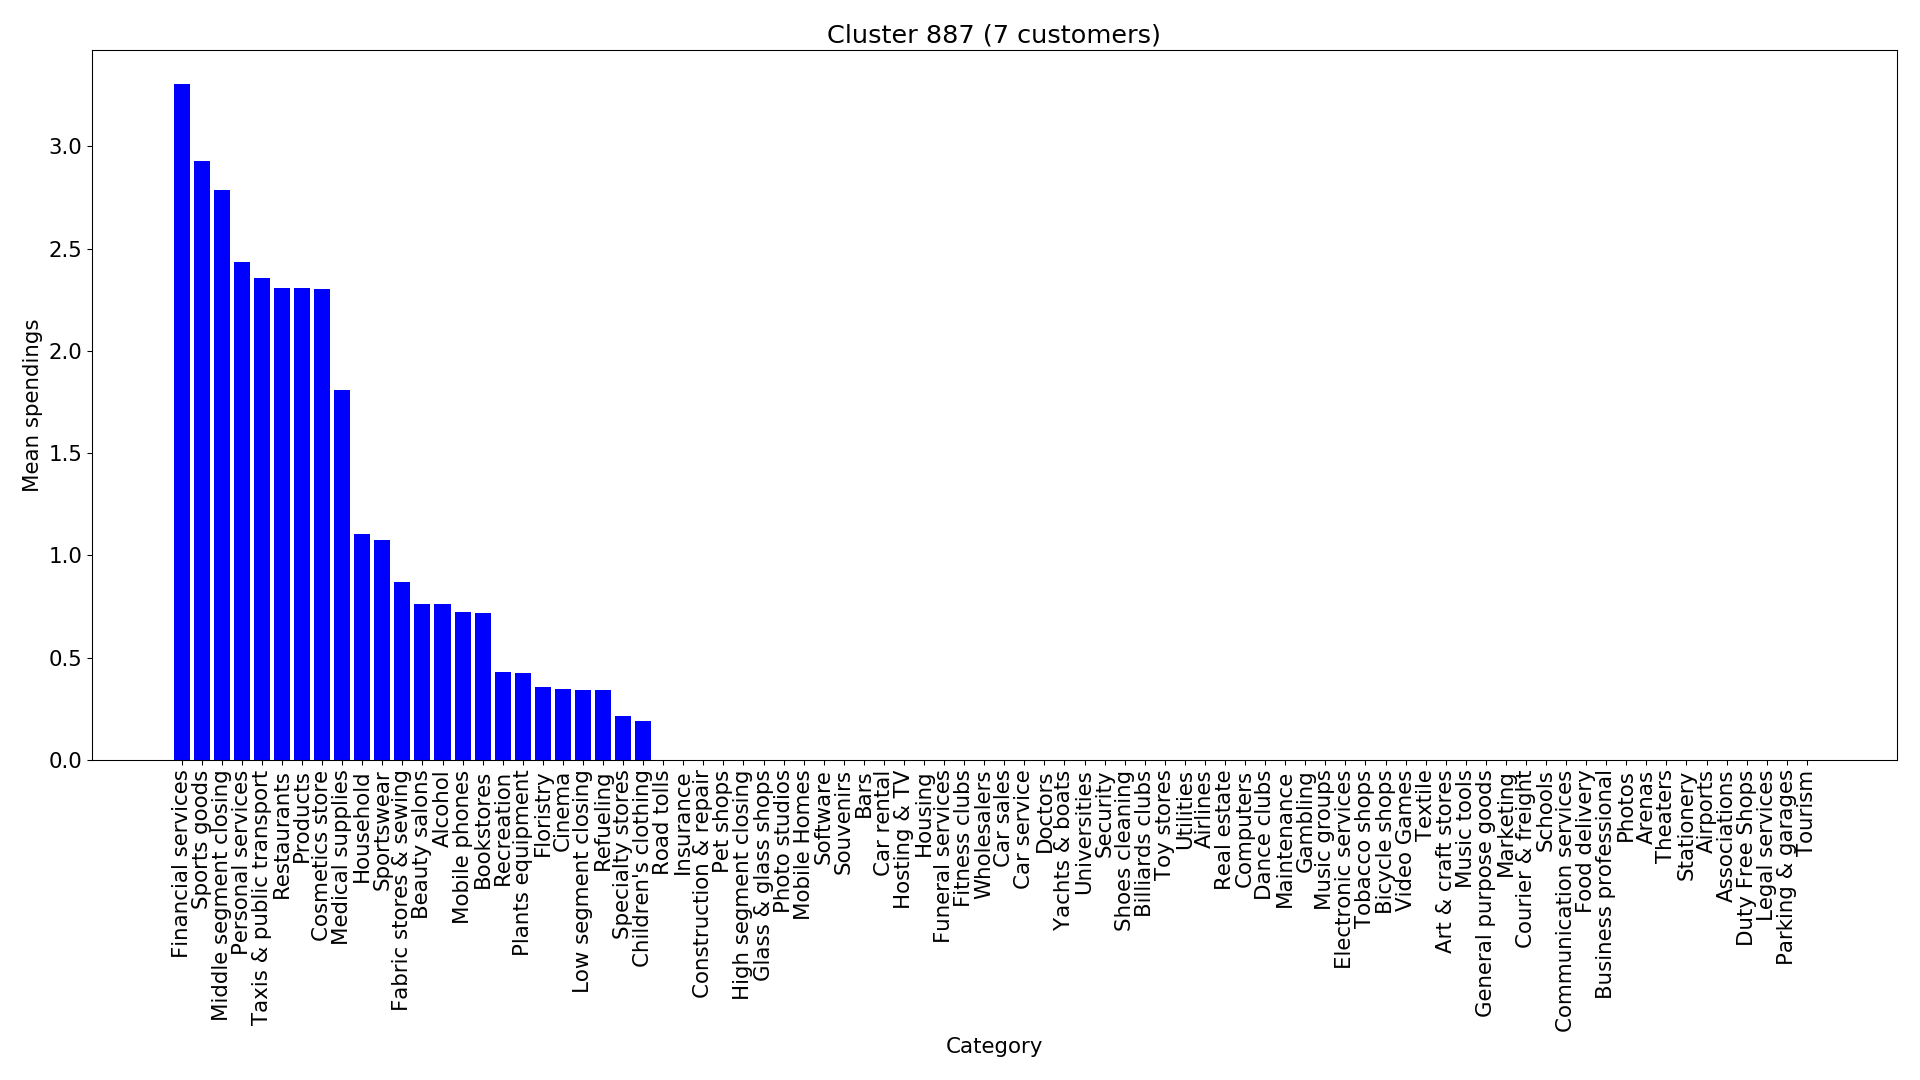 Cluster 887 (7 customers)
Mean spendings
3.0
2.5
2.0
1.5
1.0
0.5
0.0
Financial services
Sports goods
Middle segment closing
Personal services
Taxis & public transport
Restaurants
Products
Cosmetics store
Medical supplies
Household
Sportswear
Fabric stores & sewing
Beauty salons
Alcohol
Mobile phones
Bookstores
Recreation
Plants equipment
Floristry
Cinema
Low segment closing
Refueling
Specialty stores
Children's clothing
Road tolls
Insurance
Construction & repair
Pet shops
High segment closing
Glass & glass shops
Photo studios
Mobile Homes
Software
Souvenirs
Bars
Car rental
Hosting & TV
Housing
Funeral services
Fitness clubs
Wholesalers
Car sales
Car service
Doctors
Yachts & boats
Universities
Security
Shoes cleaning
Billiards clubs
Toy stores
Utilities
Airlines
Real estate
Computers
Dance clubs
Maintenance
Gambling
Music groups
Electronic services
Tobacco shops
Bicycle shops
Video Games
Textile
Art & craft stores
Music tools
General purpose goods
Marketing
Courier & freight
Schools
Communication services
Food delivery
Business professional
Photos
Arenas
Theaters
Stationery
Airports
Associations
Duty Free Shops
Legal services
Parking & garages
Tourism
Category